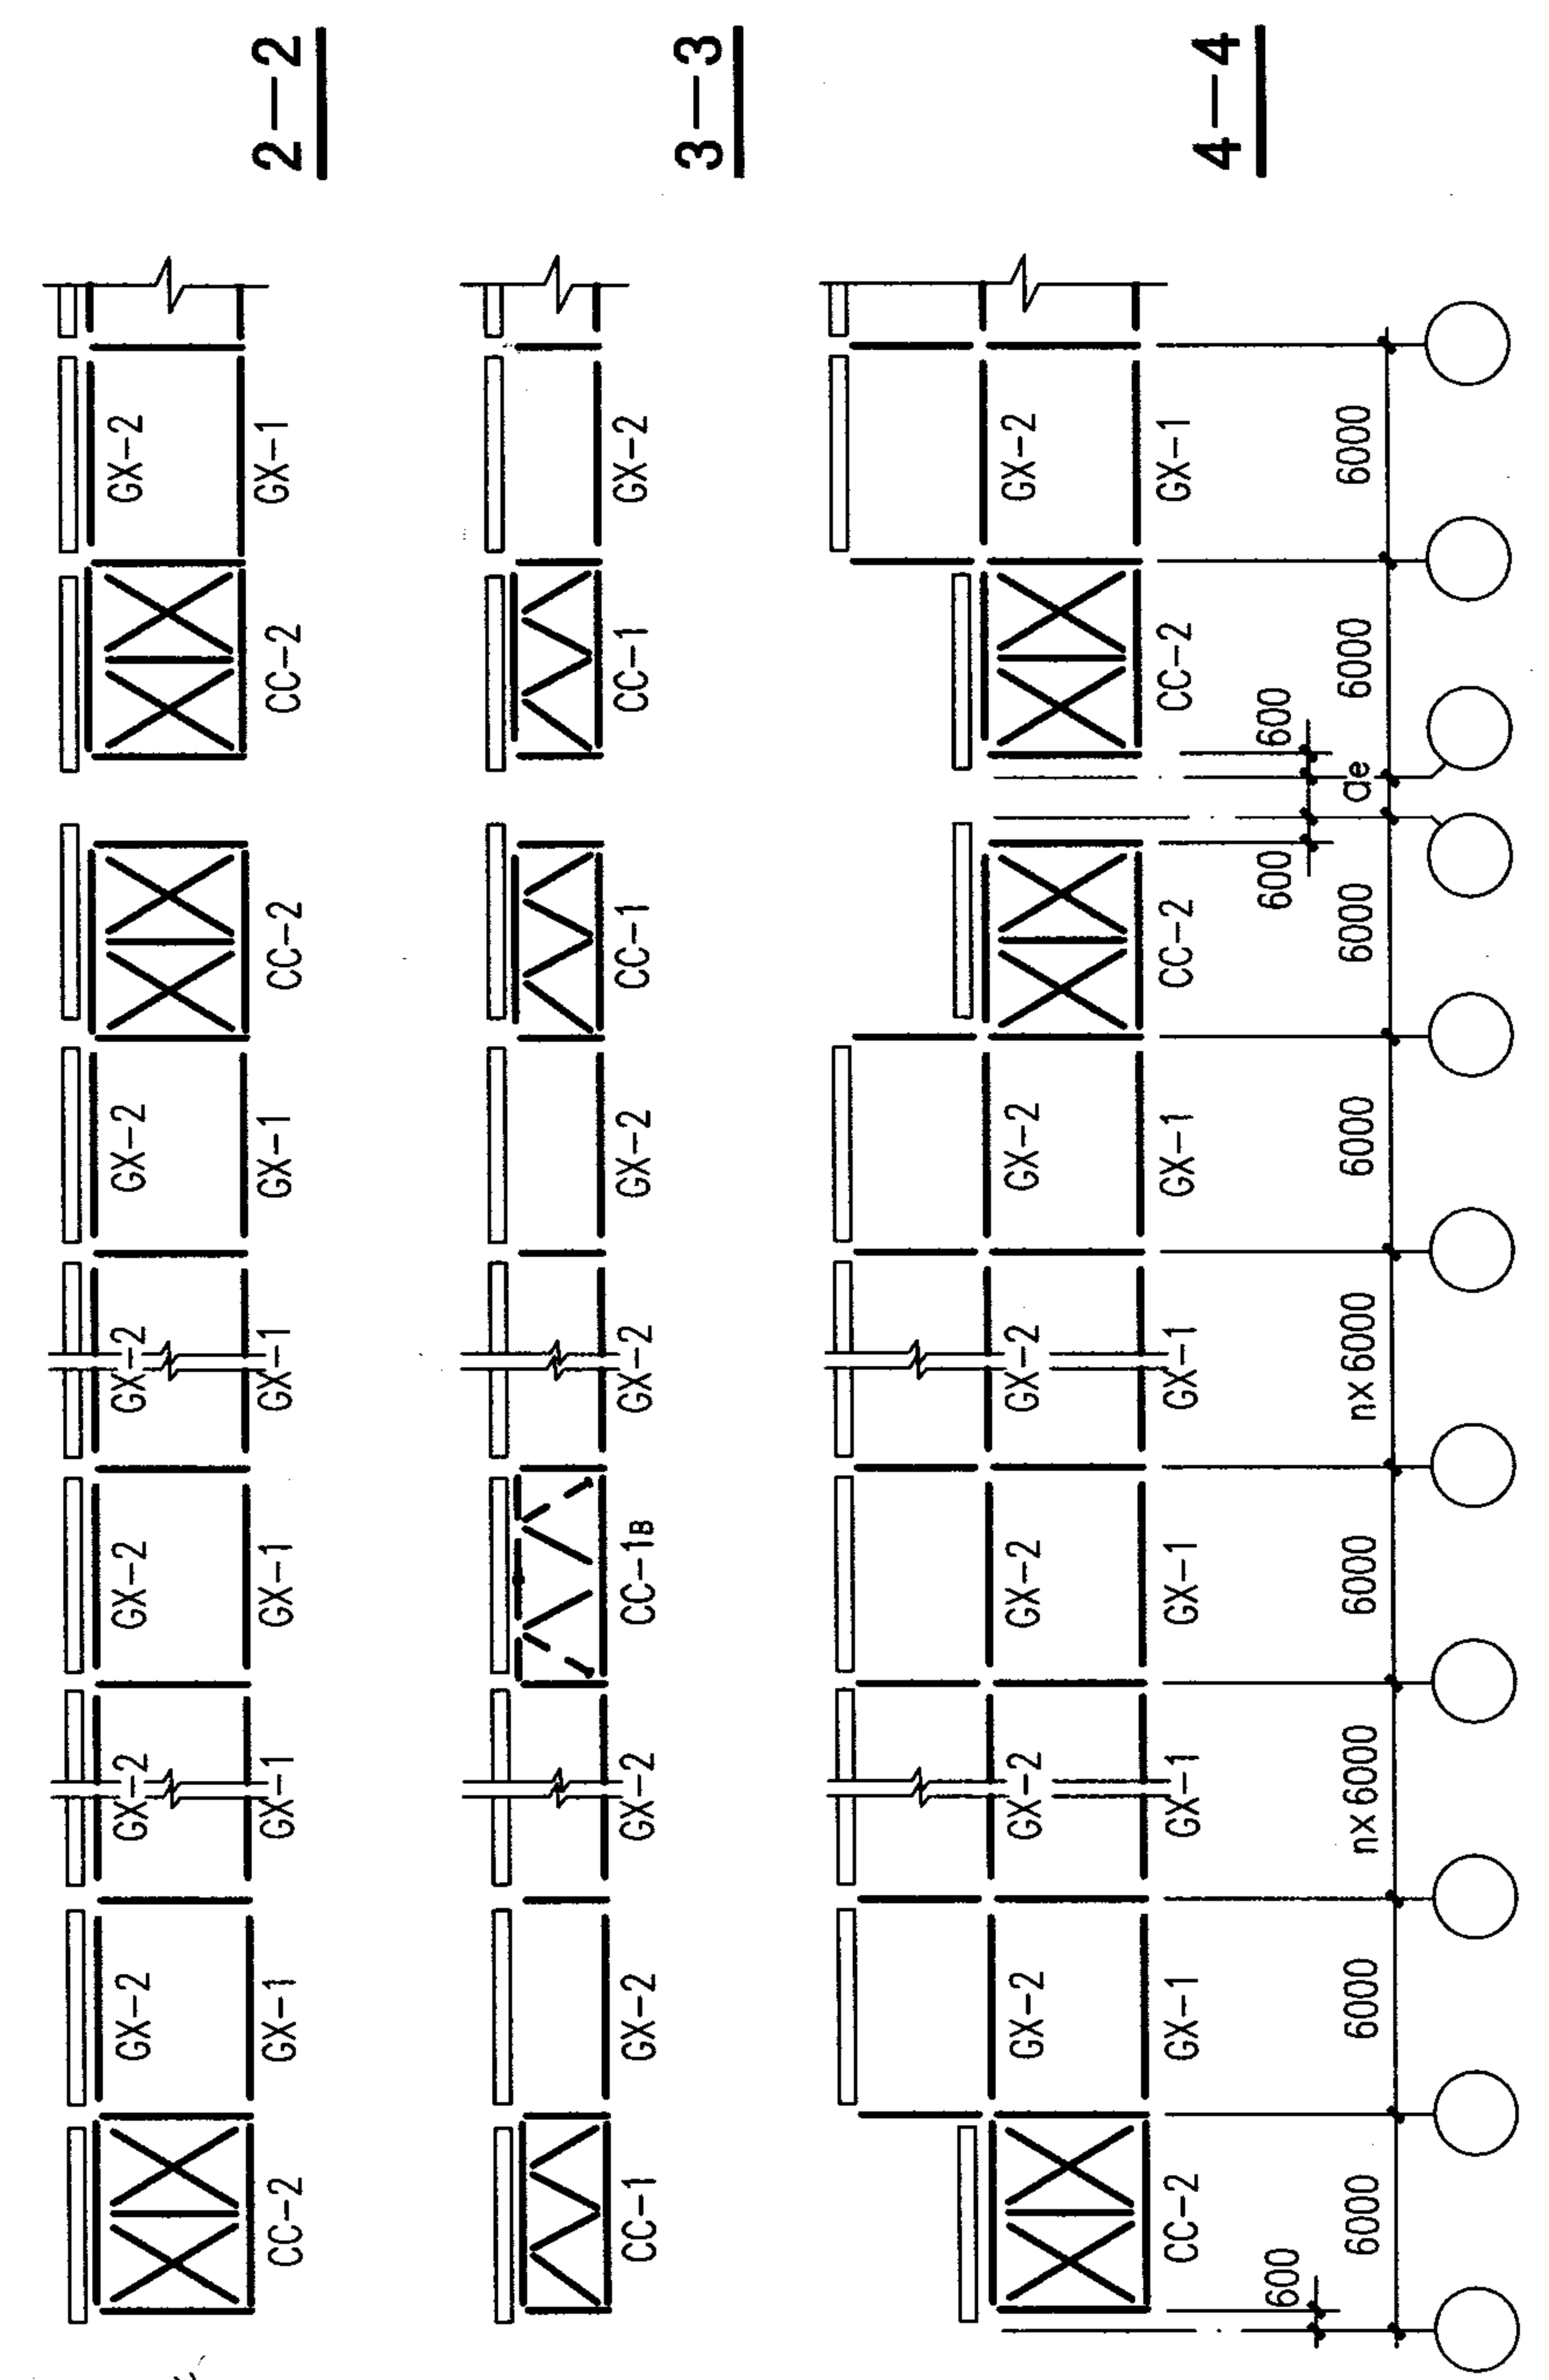 CC-2 GX-2 GX-2 GX-2 GX-2 GX-2 CC-2 CC-2 GX-2
GX-1 GX-1 GX-1 GX-1 GX-1 GX-1
2—2
CC-1 GX-2 GX-2 CC-1B GX-2 GX-2 CC-1 CC-1 GX-2
3—3
GX-2 GX-2 GX-2 GX-2 GX-2 GX-2
CC-2 GX-1 GX-1 GX-1 GX-1 GX-1 CC-2 CC-2 GX-1
4—4
600 600 600
6000 6000 nx6000 6000 nx6000 6000 6000 ae 6000 6000